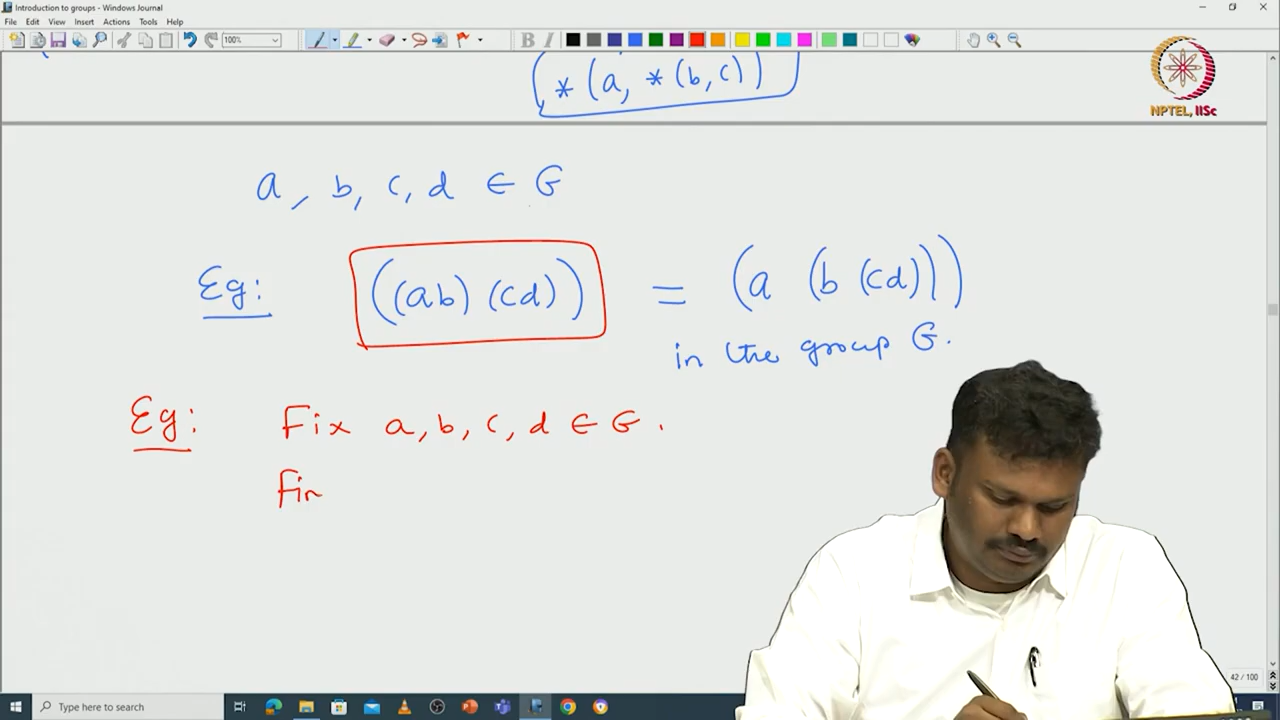 Introduction to groups - Windows Journal
File Edit View Insert Actions Tools Help
100%
B I
(* (a, * (b, c))
NPTEL, IISc
a, b, c, d ∈ G
Eg: ((ab) (cd)) = (a (b (cd)))
in the group G.
Eg: Fix a, b, c, d ∈ G.
Fin
42 / 100
Type here to search